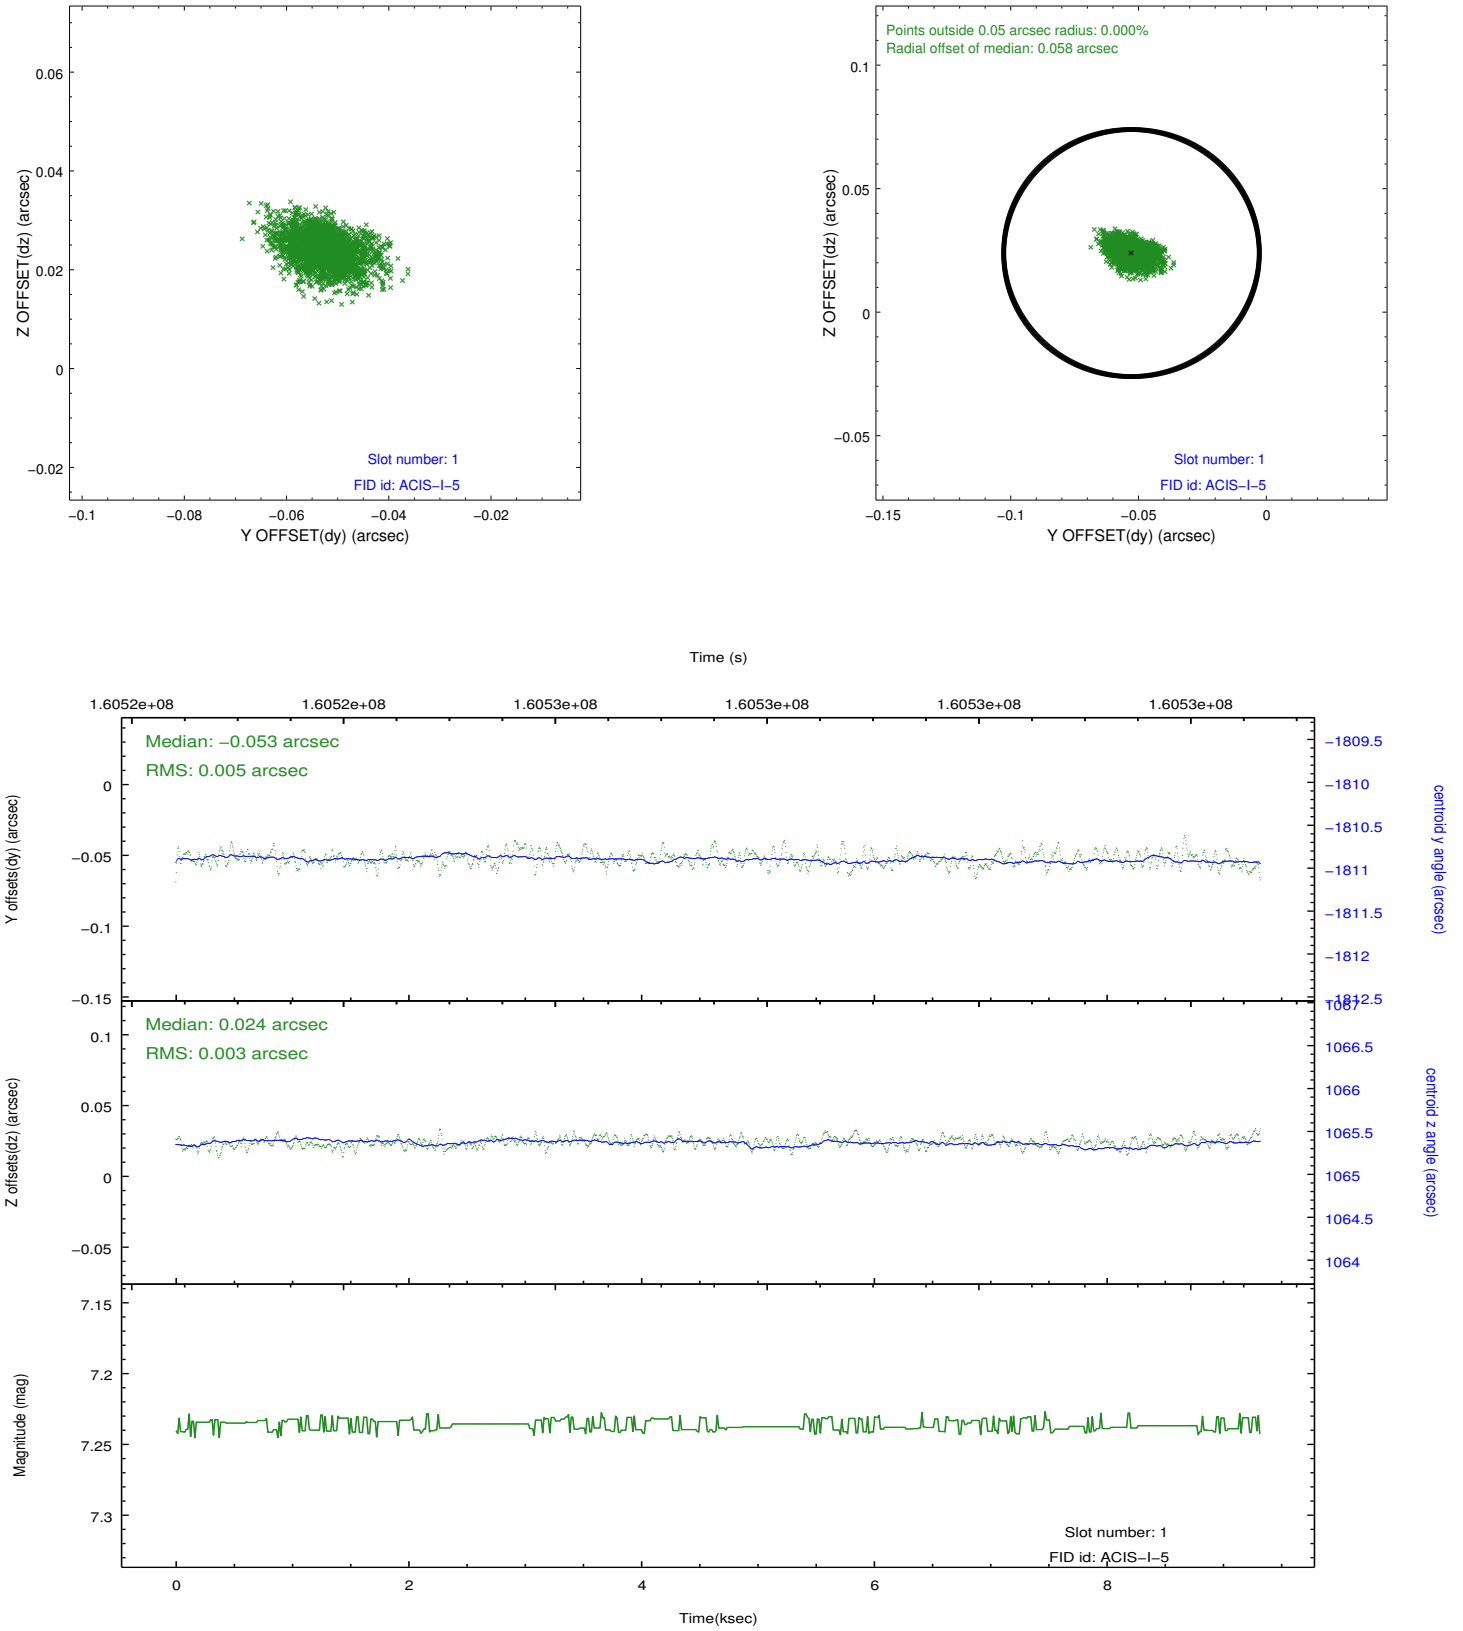 0.06
0.04
0.02
0
−0.02
Z OFFSET(dz) (arcsec)
Slot number: 1
FID id: ACIS−I−5
−0.1 −0.08 −0.06 −0.04 −0.02
Y OFFSET(dy) (arcsec)
Points outside 0.05 arcsec radius: 0.000%
Radial offset of median: 0.058 arcsec
0.1
0.05
0
−0.05
Z OFFSET(dz) (arcsec)
Slot number: 1
FID id: ACIS−I−5
−0.15 −0.1 −0.05 0
Y OFFSET(dy) (arcsec)
Time (s)
1.6052e+08 1.6052e+08 1.6053e+08 1.6053e+08 1.6053e+08 1.6053e+08
Median: −0.053 arcsec
RMS: 0.005 arcsec
0
−0.05
−0.1
−0.15
Y offsets(dy) (arcsec)
−1809.5
−1810
−1810.5
−1811
−1811.5
−1812
−1812.5
centroid y angle (arcsec)
Median: 0.024 arcsec
RMS: 0.003 arcsec
0.1
0.05
0
−0.05
Z offsets(dz) (arcsec)
1067
1066.5
1066
1065.5
1065
1064.5
1064
centroid z angle (arcsec)
7.15
7.2
7.25
7.3
Magnitude (mag)
Slot number: 1
FID id: ACIS−I−5
0 2 4 6 8
Time(ksec)